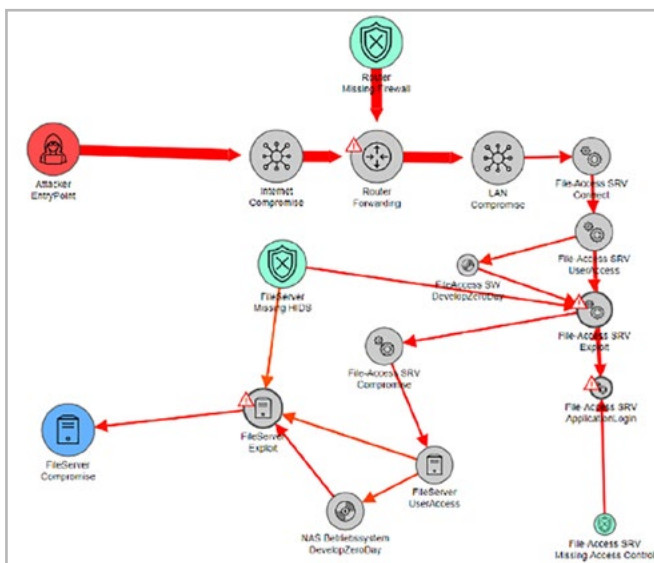 Router
Missing Firewall
Attacker
EntryPoint
Internet
Compromise
Router
Forwarding
LAN
Compromise
File-Access SRV
Connect
File-Access SRV
UserAccess
FileServer
Missing HIDS
FileAccess SW
DevelopZeroDay
File-Access SRV
Exploit
File-Access SRV
Compromise
File-Access SRV
ApplicationLogin
FileServer
Compromise
FileServer
Exploit
FileServer
UserAccess
NAS Betriebssystem
DevelopZeroDay
File-Access SRV
Missing Access Control